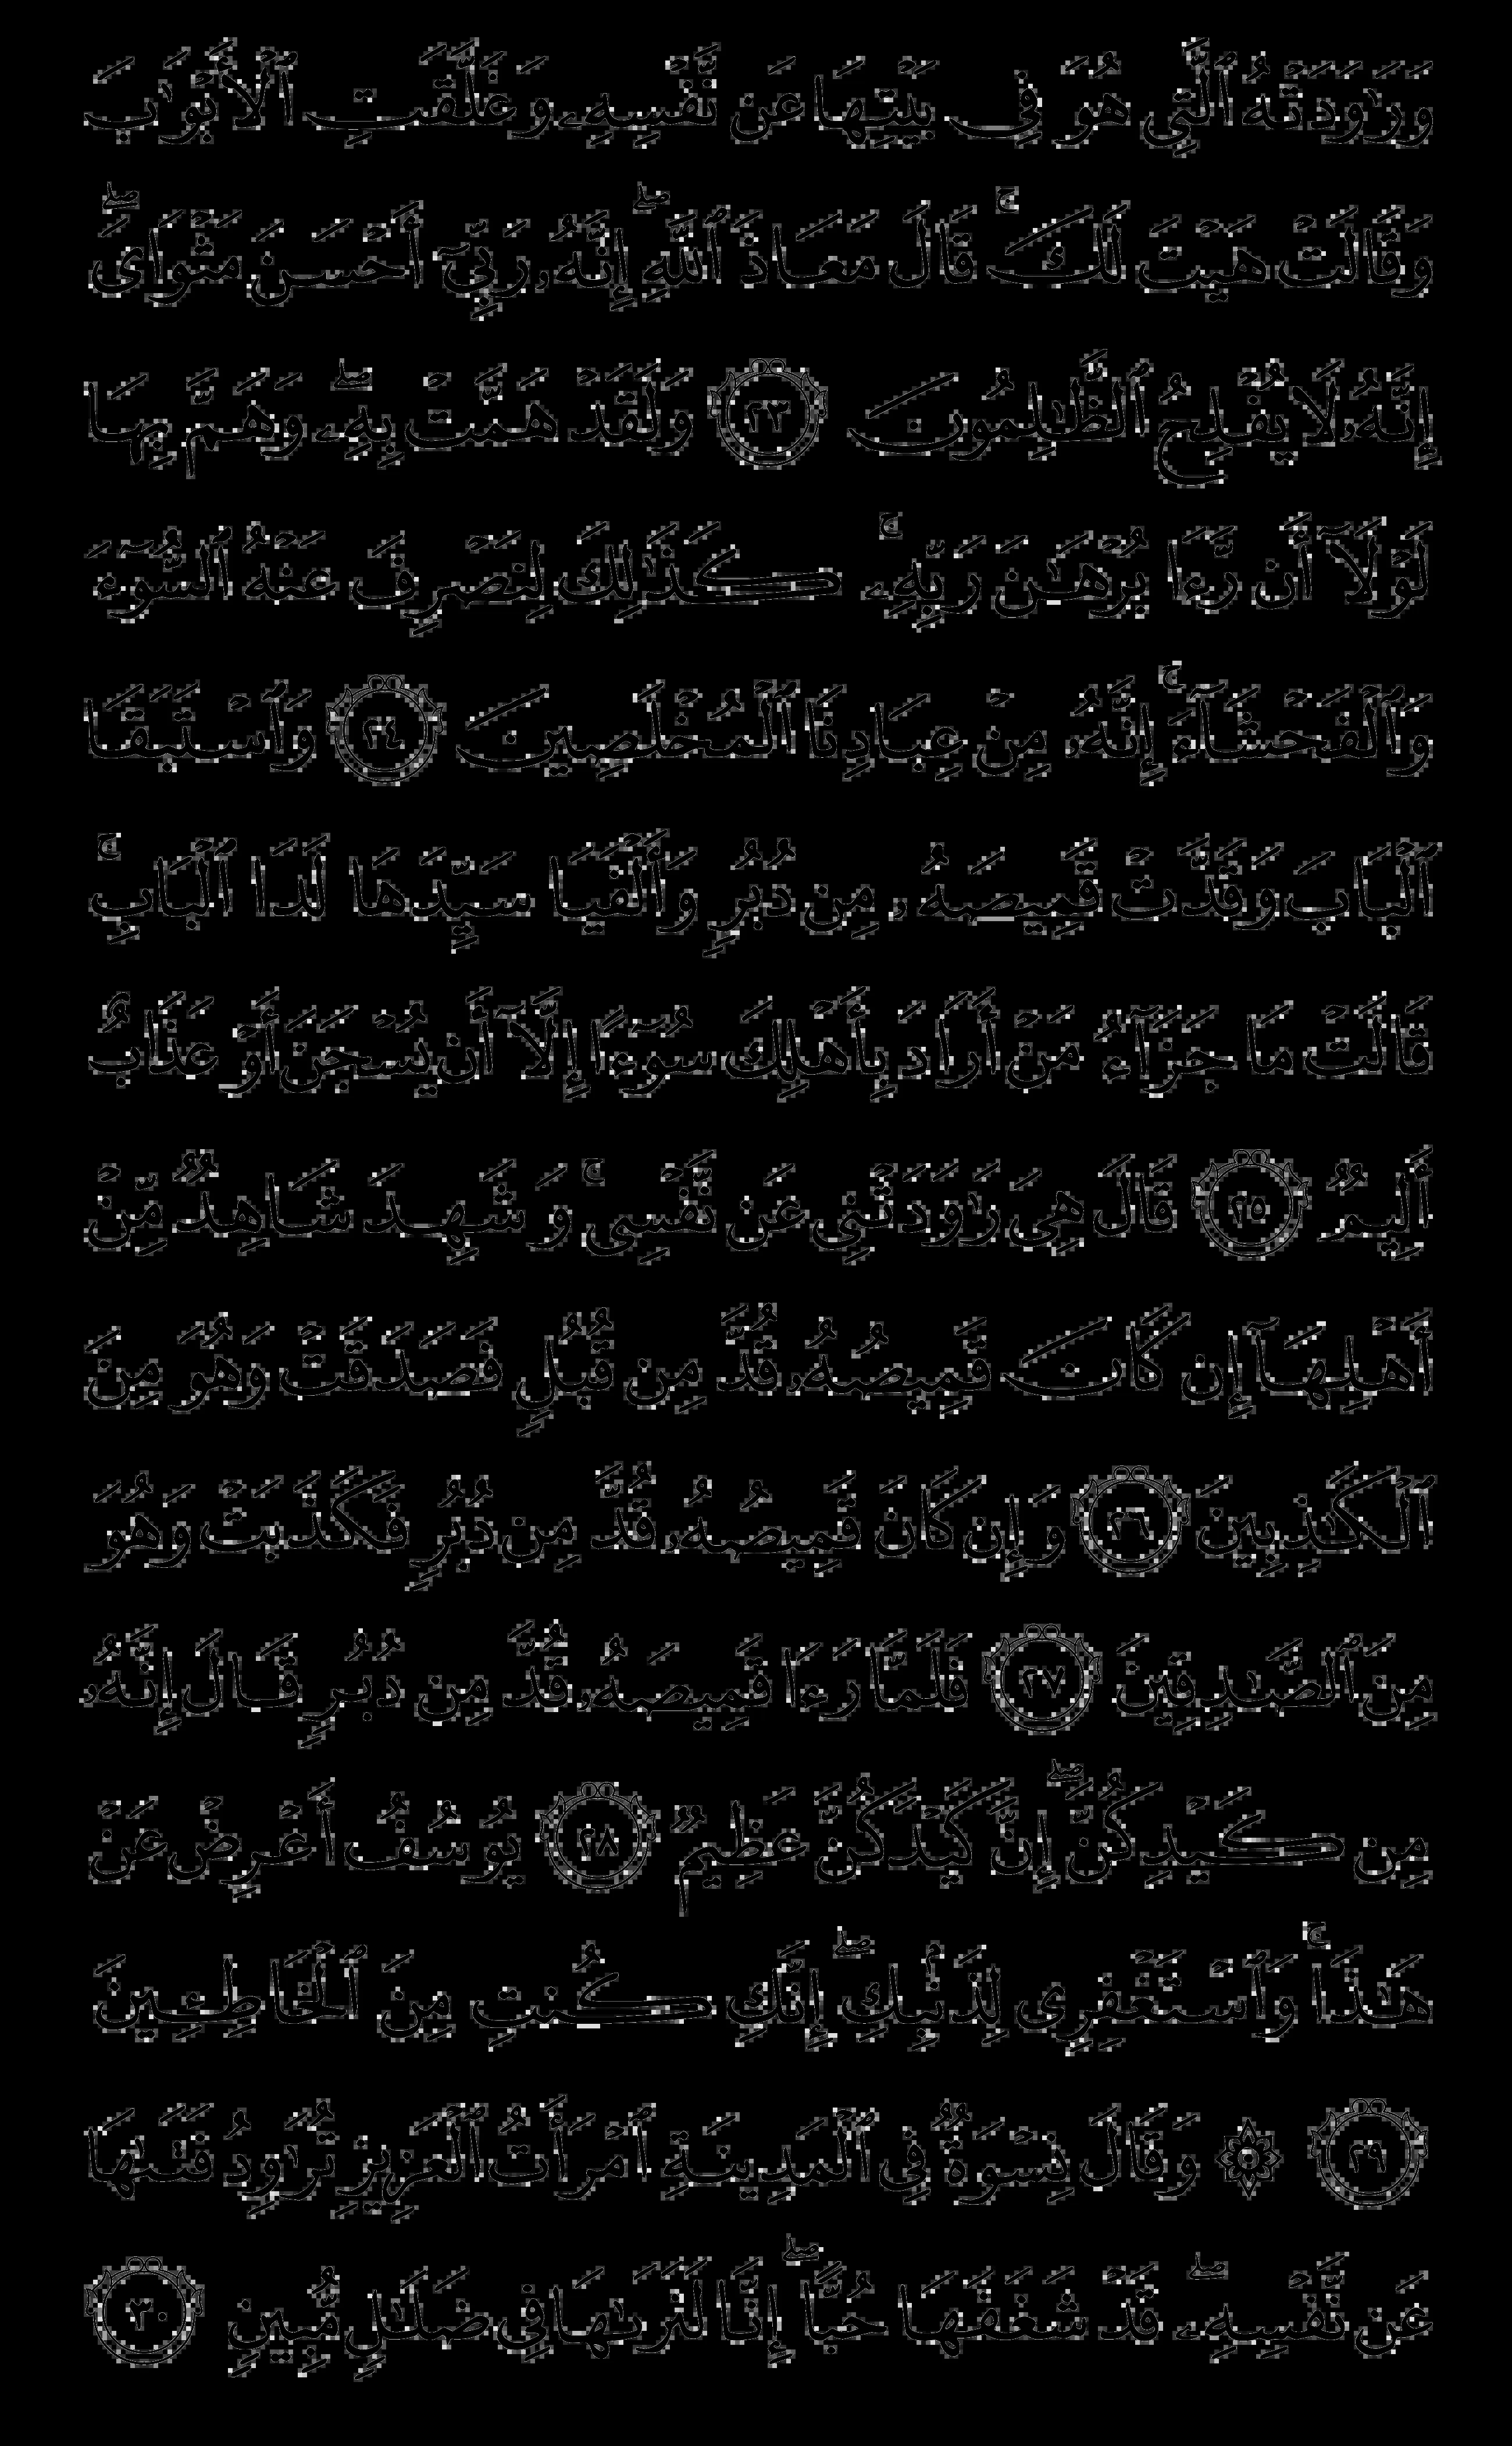 وَرَٰوَدَتْهُ ٱلَّتِى هُوَ فِى بَيْتِهَا عَن نَّفْسِهِۦ وَغَلَّقَتِ ٱلْأَبْوَٰبَ
وَقَالَتْ هَيْتَ لَكَ ۚ قَالَ مَعَاذَ ٱللَّهِ ۖ إِنَّهُۥ رَبِّىٓ أَحْسَنَ مَثْوَاىَ ۖ
إِنَّهُۥ لَا يُفْلِحُ ٱلظَّٰلِمُونَ ٢٣ وَلَقَدْ هَمَّتْ بِهِۦ ۖ وَهَمَّ بِهَا
لَوْلَآ أَن رَّءَا بُرْهَٰنَ رَبِّهِۦ ۚ كَذَٰلِكَ لِنَصْرِفَ عَنْهُ ٱلسُّوٓءَ
وَٱلْفَحْشَآءَ ۚ إِنَّهُۥ مِنْ عِبَادِنَا ٱلْمُخْلَصِينَ ٢٤ وَٱسْتَبَقَا
ٱلْبَابَ وَقَدَّتْ قَمِيصَهُۥ مِن دُبُرٍ وَأَلْفَيَا سَيِّدَهَا لَدَا ٱلْبَابِ ۚ
قَالَتْ مَا جَزَآءُ مَنْ أَرَادَ بِأَهْلِكَ سُوٓءًا إِلَّآ أَن يُسْجَنَ أَوْ عَذَابٌ
أَلِيمٌ ٢٥ قَالَ هِىَ رَٰوَدَتْنِى عَن نَّفْسِى ۚ وَشَهِدَ شَاهِدٌ مِّنْ
أَهْلِهَآ إِن كَانَ قَمِيصُهُۥ قُدَّ مِن قُبُلٍ فَصَدَقَتْ وَهُوَ مِنَ
ٱلْكَٰذِبِينَ ٢٦ وَإِن كَانَ قَمِيصُهُۥ قُدَّ مِن دُبُرٍ فَكَذَبَتْ وَهُوَ
مِنَ ٱلصَّٰدِقِينَ ٢٧ فَلَمَّا رَءَا قَمِيصَهُۥ قُدَّ مِن دُبُرٍ قَالَ إِنَّهُۥ
مِن كَيْدِكُنَّ ۖ إِنَّ كَيْدَكُنَّ عَظِيمٌ ٢٨ يُوسُفُ أَعْرِضْ عَنْ
هَٰذَا ۚ وَٱسْتَغْفِرِى لِذَنۢبِكِ ۖ إِنَّكِ كُنتِ مِنَ ٱلْخَاطِـِٔينَ
٢٩ ۞ وَقَالَ نِسْوَةٌ فِى ٱلْمَدِينَةِ ٱمْرَأَتُ ٱلْعَزِيزِ تُرَٰوِدُ فَتَىٰهَا
عَن نَّفْسِهِۦ ۖ قَدْ شَغَفَهَا حُبًّا ۖ إِنَّا لَنَرَىٰهَا فِى ضَلَٰلٍ مُّبِينٍ ٣٠